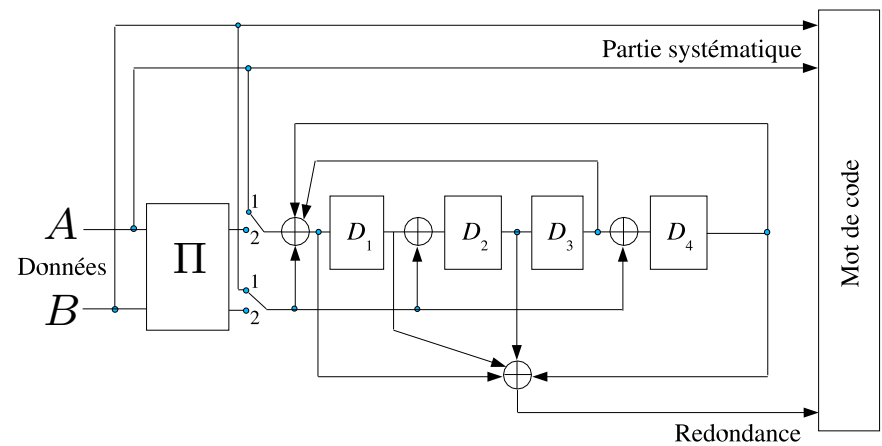 Partie systématique
Mot de code
A
Données
B
Π
1
2
1
2
D1
D2
D3
D4
Redondance